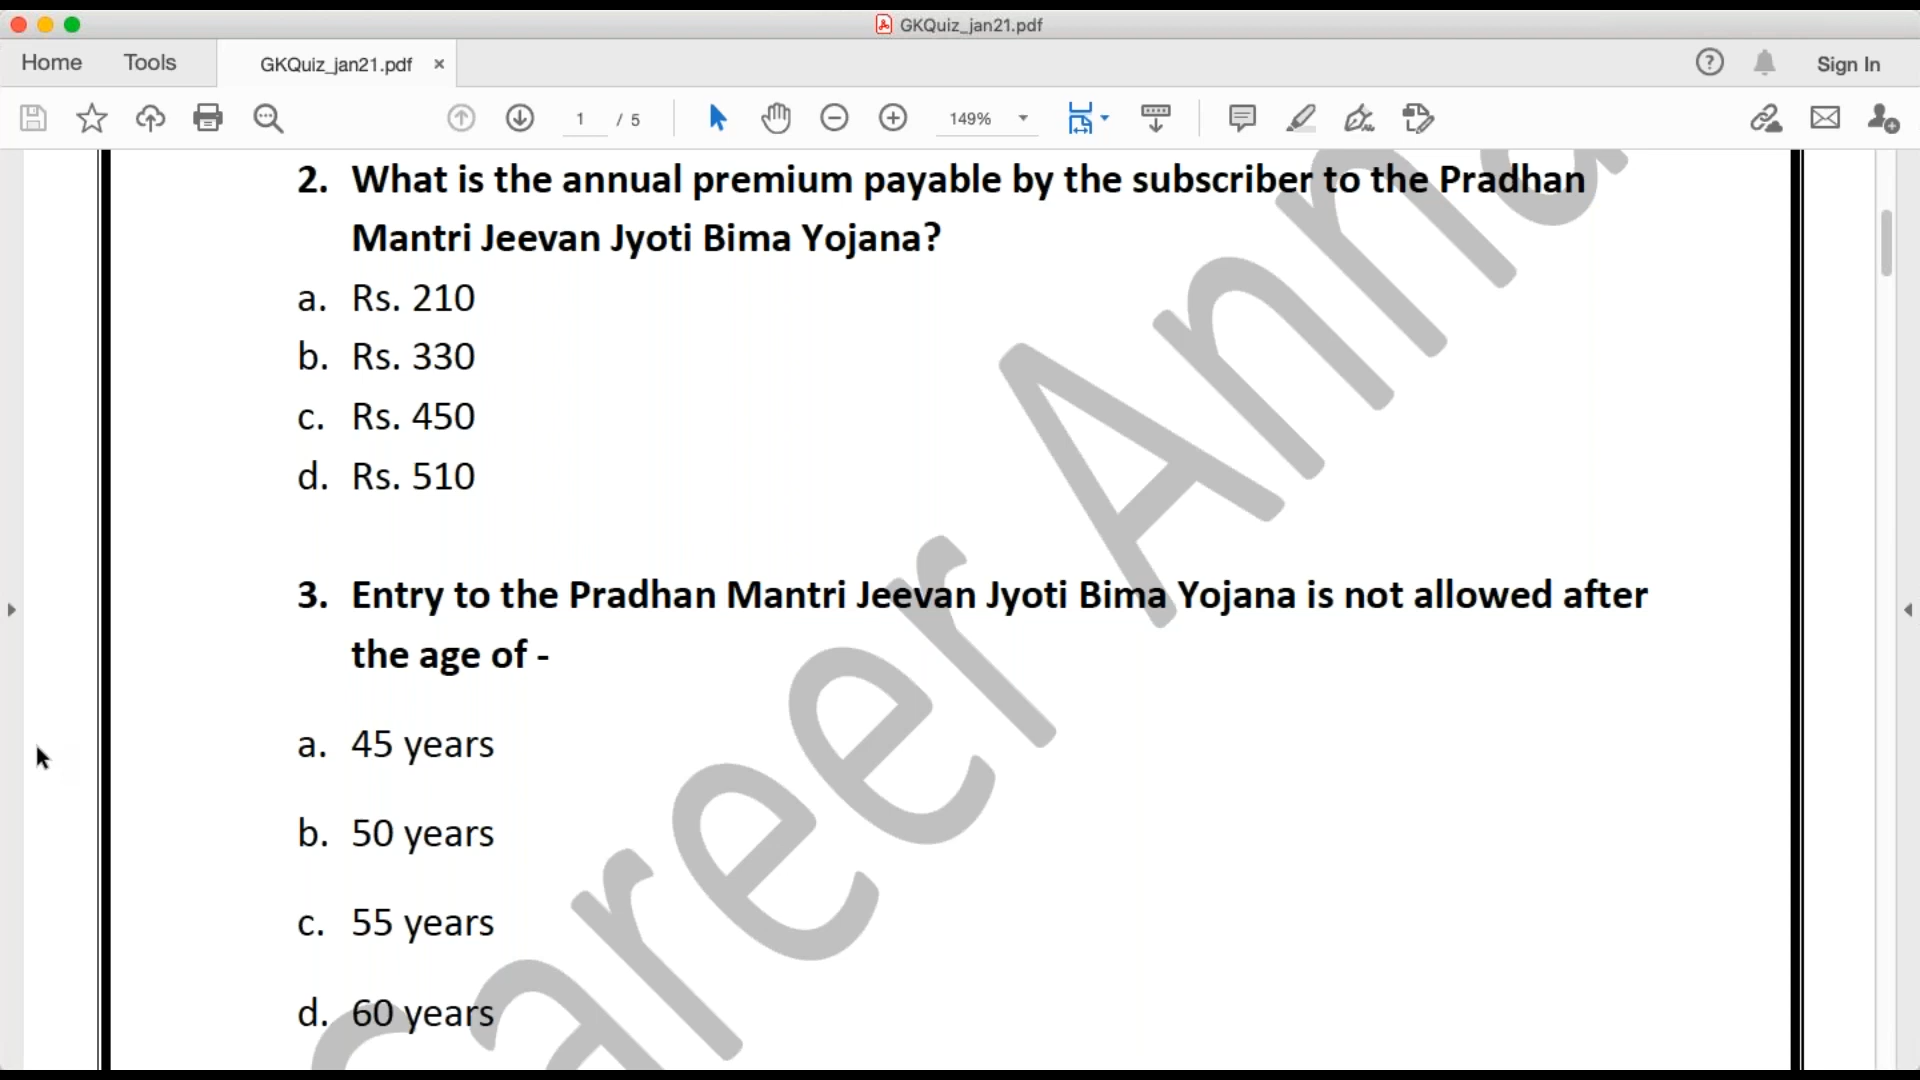 GKQuiz_jan21.pdf
Home Tools GKQuiz_jan21.pdf × Sign In
1 / 5 149%
2. What is the annual premium payable by the subscriber to the Pradhan
Mantri Jeevan Jyoti Bima Yojana?
a. Rs. 210
b. Rs. 330
c. Rs. 450
d. Rs. 510
3. Entry to the Pradhan Mantri Jeevan Jyoti Bima Yojana is not allowed after
the age of -
a. 45 years
b. 50 years
c. 55 years
d. 60 years
Career Anna